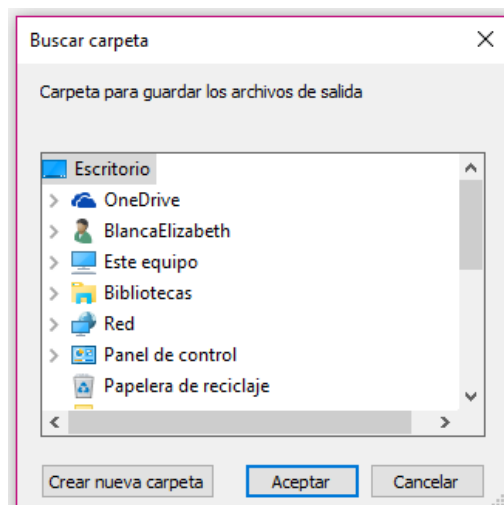 Buscar carpeta
Carpeta para guardar los archivos de salida
Escritorio
OneDrive
BlancaElizabeth
Este equipo
Bibliotecas
Red
Panel de control
Papelera de reciclaje
Crear nueva carpeta Aceptar Cancelar